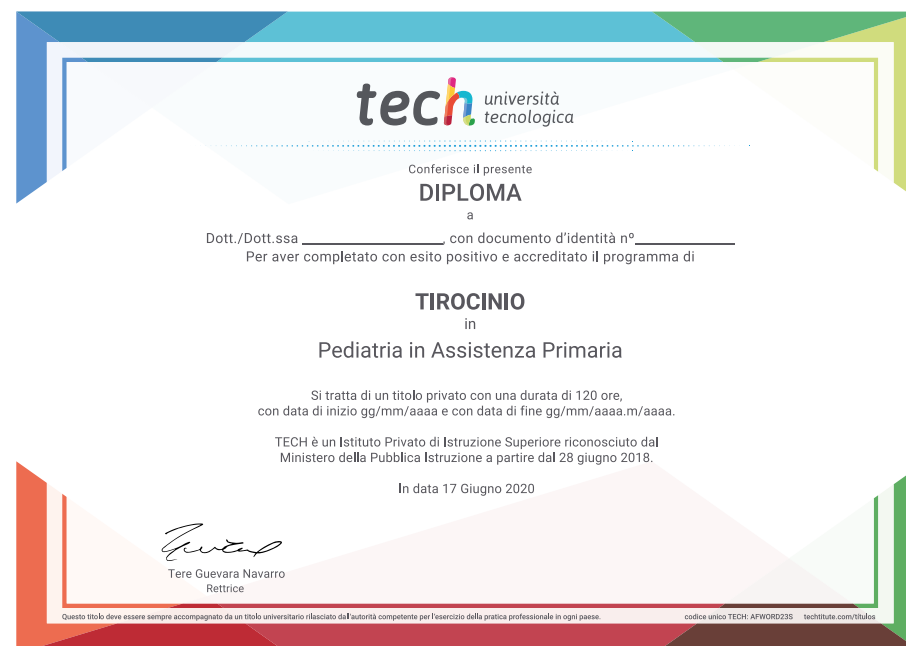 tech università
tecnologica
Conferisce il presente
DIPLOMA
a
Dott./Dott.ssa ____________________, con documento d'identità nº______________
Per aver completato con esito positivo e accreditato il programma di
TIROCINIO
in
Pediatria in Assistenza Primaria
Si tratta di un titolo privato con una durata di 120 ore,
con data di inizio gg/mm/aaaa e con data di fine gg/mm/aaaa.m/aaaa.
TECH è un Istituto Privato di Istruzione Superiore riconosciuto dal
Ministero della Pubblica Istruzione a partire dal 28 giugno 2018.
In data 17 Giugno 2020
Tere Guevara Navarro
Rettrice
Questo titolo deve essere sempre accompagnato da un titolo universitario rilasciato dall'autorità competente per l'esercizio della pratica professionale in ogni paese. codice unico TECH: AFWORD23S techtitute.com/titulos